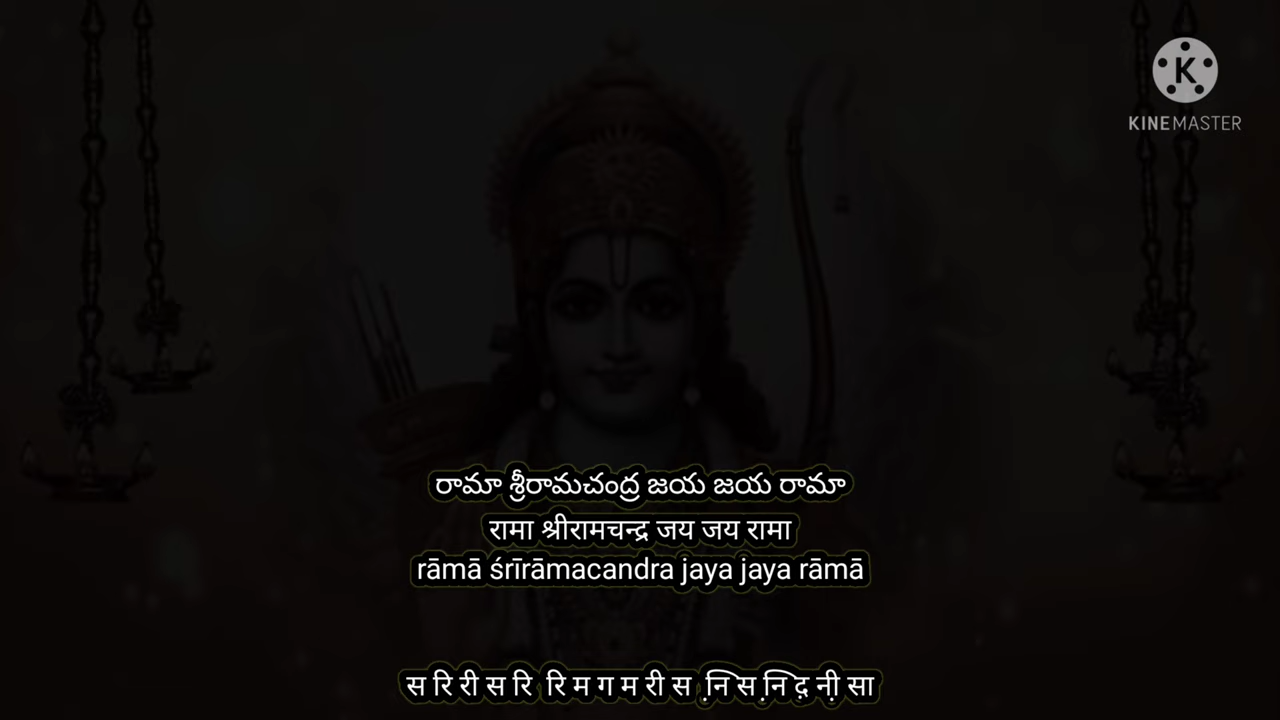 K
KINEMASTER
రామా శ్రీరామచంద్ర జయ జయ రామా
रामा श्रीरामचन्द्र जय जय रामा
rāmā śrīrāmacandra jaya jaya rāmā
स रि री स रि रि म ग म री स ऩि स ऩि द़ नी़ सा